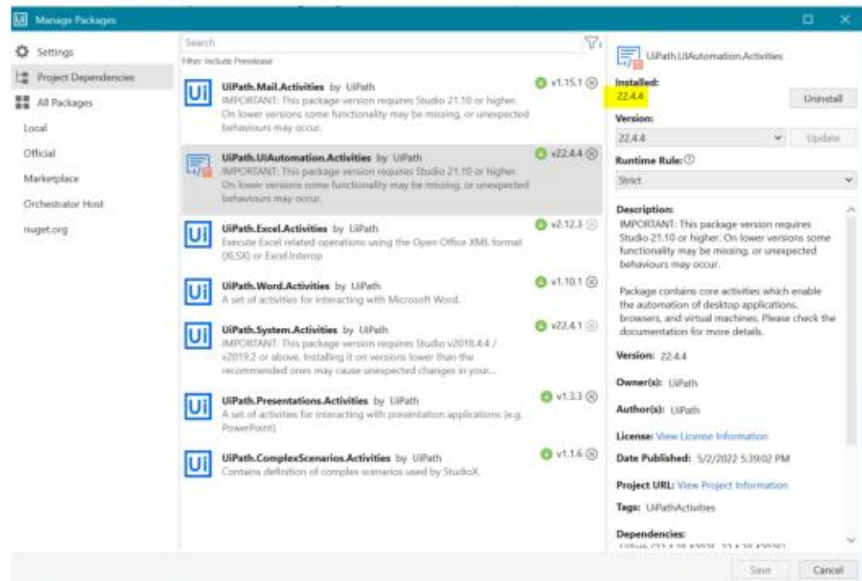 Ui Manage Packages
Settings
Project Dependencies
All Packages
Local
Official
Marketplace
Orchestrator Host
nuget.org
Search
Filter: Include Prerelease
Ui
UiPath.Mail.Activities by UiPath
v1.15.1
IMPORTANT: This package version requires Studio 21.10 or higher.
On lower versions some functionality may be missing, or unexpected
behaviours may occur.
UiPath.UIAutomation.Activities by UiPath
v22.4.4
IMPORTANT: This package version requires Studio 21.10 or higher.
On lower versions some functionality may be missing, or unexpected
behaviours may occur.
Ui
UiPath.Excel.Activities by UiPath
v2.12.3
Execute Excel related operations using the Open Office XML format
(XLSX) or Excel.Interop
Ui
UiPath.Word.Activities by UiPath
v1.10.1
A set of activities for interacting with Microsoft Word.
Ui
UiPath.System.Activities by UiPath
v22.4.1
IMPORTANT: This package version requires Studio v2018.4.4 /
v2019.2 or above. Installing it on versions lower than the
recommended ones may cause unexpected changes in your...
Ui
UiPath.Presentations.Activities by UiPath
v1.3.3
A set of activities for interacting with presentation applications (e.g.
PowerPoint).
Ui
UiPath.ComplexScenarios.Activities by UiPath
v1.1.6
Contains definition of complex scenarios used by StudioX.
UiPath.UIAutomation.Activities
Installed:
22.4.4
Uninstall
Version:
22.4.4
Update
Runtime Rule:
Strict
Description:
IMPORTANT: This package version requires
Studio 21.10 or higher. On lower versions some
functionality may be missing, or unexpected
behaviours may occur.
Package contains core activities which enable
the automation of desktop applications,
browsers, and virtual machines. Please check the
documentation for more details.
Version: 22.4.4
Owner(s): UiPath
Author(s): UiPath
License: View License Information
Date Published: 5/2/2022 5:39:02 PM
Project URL: View Project Information
Tags: UiPathActivities
Dependencies:
Save
Cancel